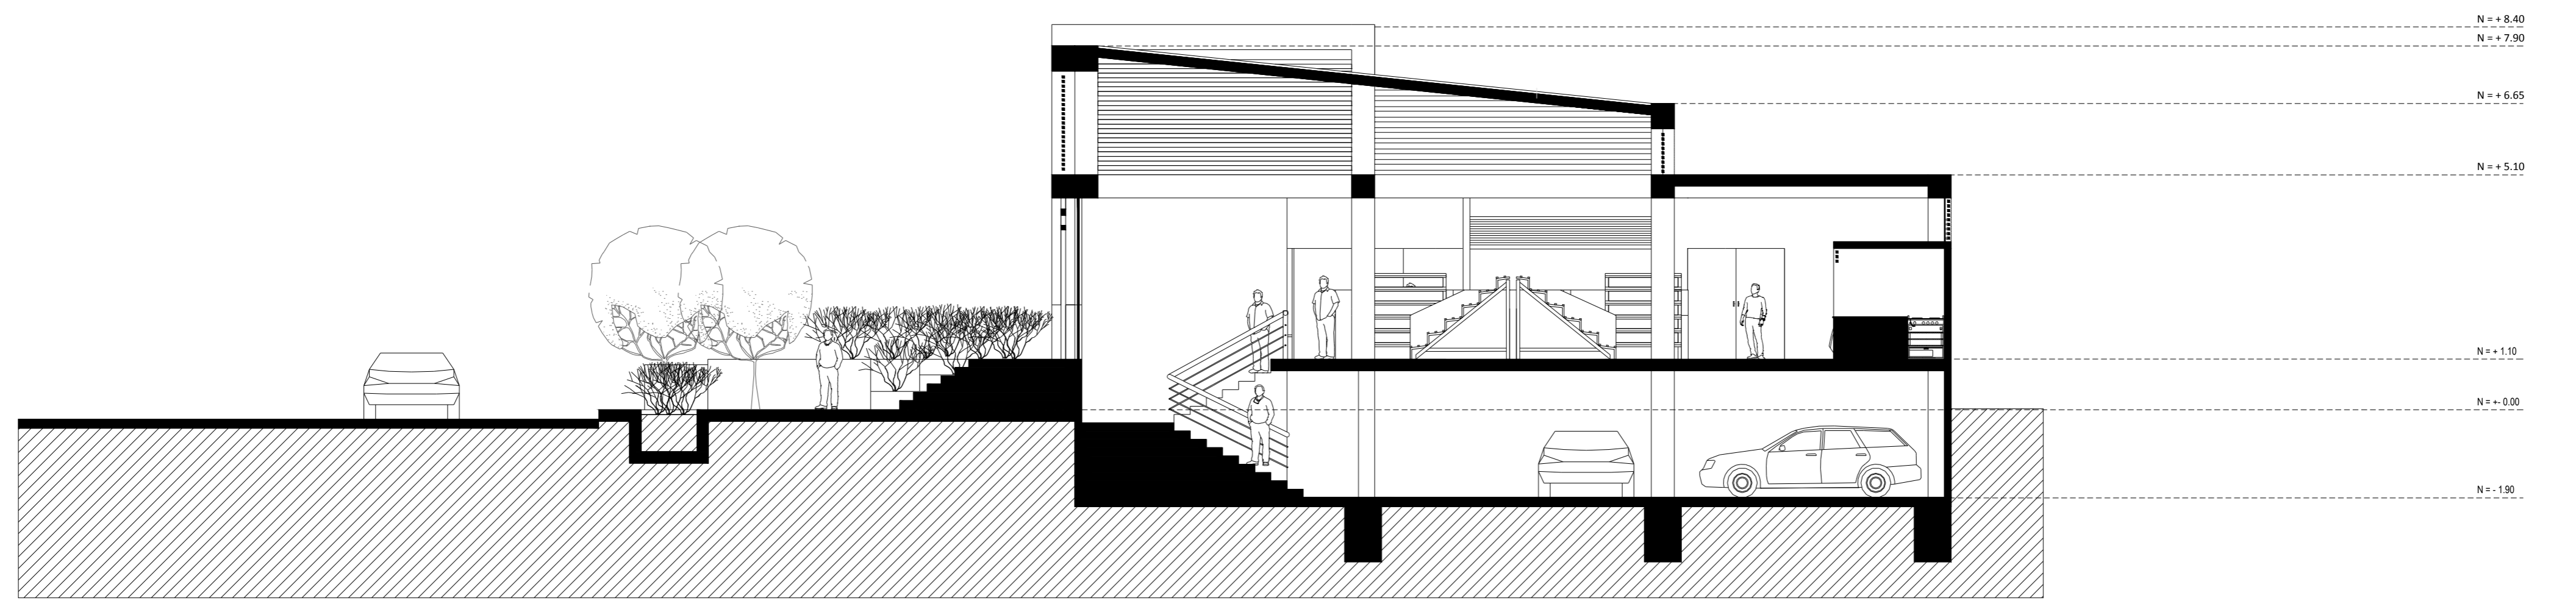 N = + 8.40
N = + 7.90
N = + 6.65
N = + 5.10
N = + 1.10
N = +- 0.00
N = - 1.90